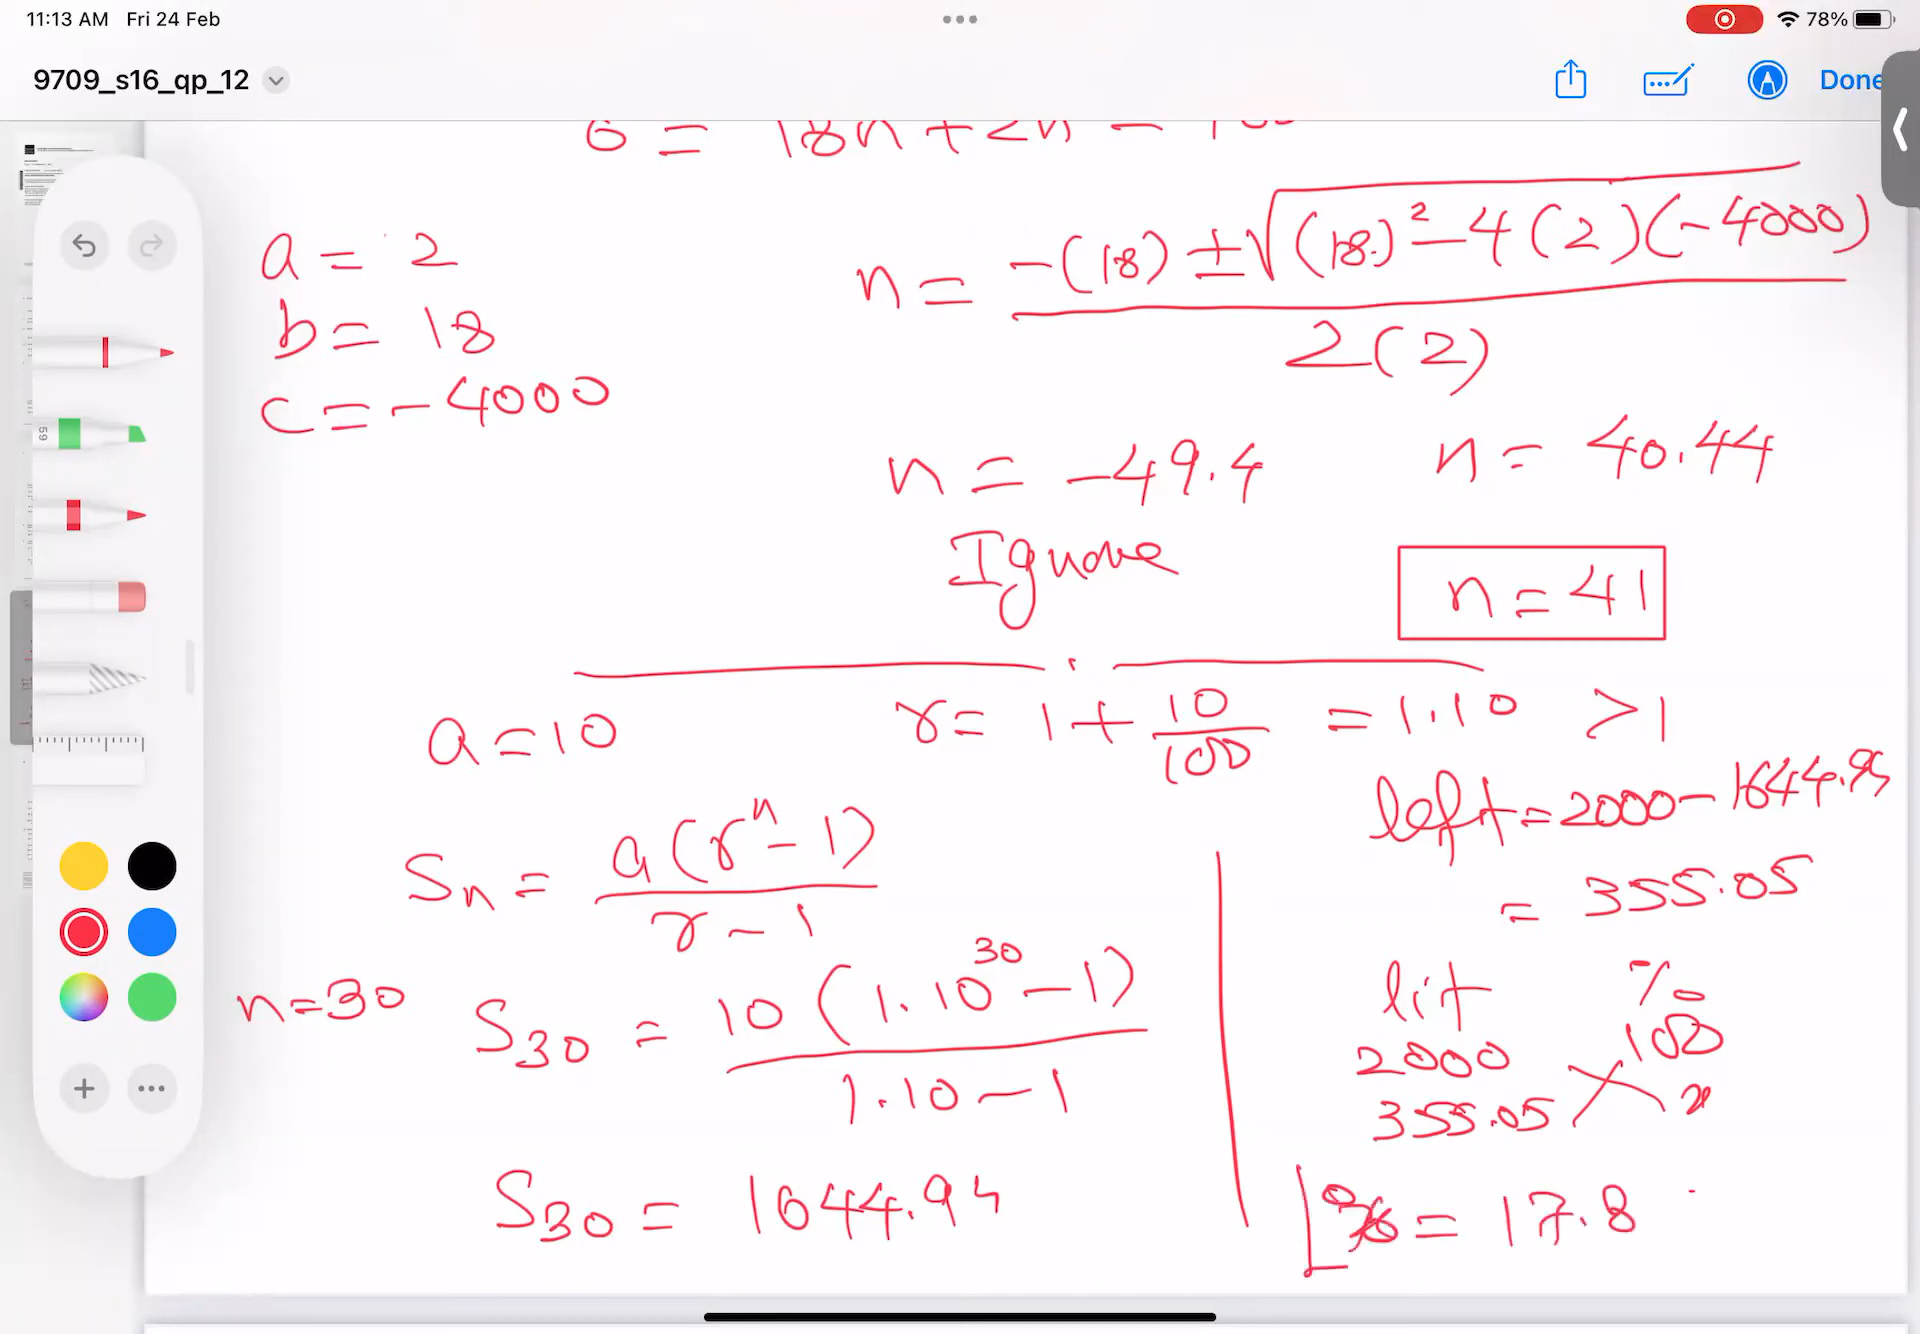 11:13 AM Fri 24 Feb
78%
9709_s16_qp_12
Done
a = 2
b = 18
c = -4000
n = -(18) ± √(18)² - 4(2)(-4000)
2(2)
n = -49.4
n = 40.44
Ignore
n = 41
a = 10
r = 1 + 10/100 = 1.10 > 1
left = 2000 - 1644.95
= 355.05
Sn = a(rⁿ - 1)
r - 1
n = 30
S30 = 10(1.10³⁰ - 1)
1.10 - 1
S30 = 1644.94
lit %
2000 100
355.05 x
% = 17.8
59